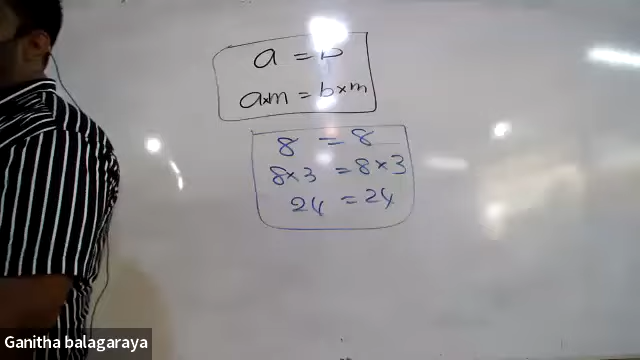 a = b
a×m = b×m
8 = 8
8×3 = 8×3
24 = 24
Ganitha balagaraya